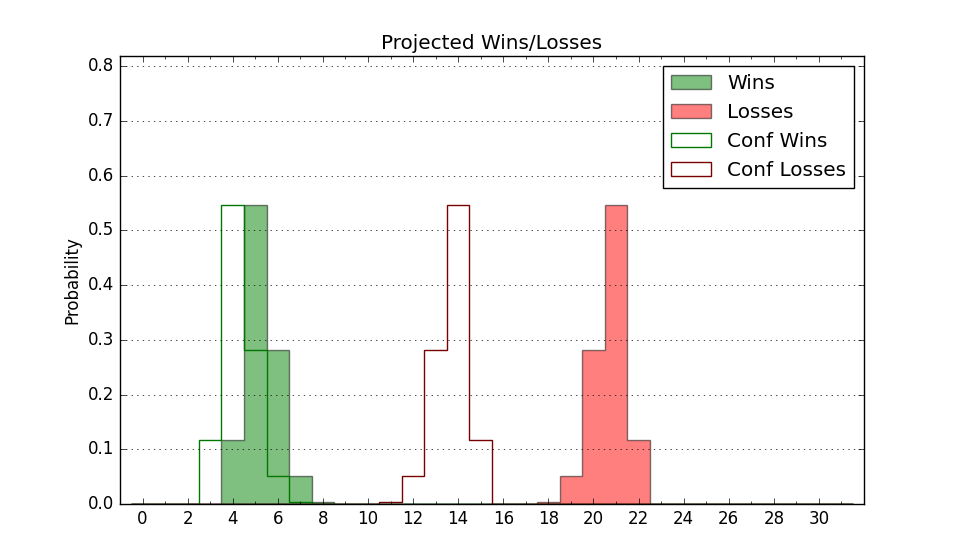 Projected Wins/Losses
Wins
Losses
Conf Wins
Conf Losses
Probability
0.8
0.7
0.6
0.5
0.4
0.3
0.2
0.1
0.0
0 2 4 6 8 10 12 14 16 18 20 22 24 26 28 30